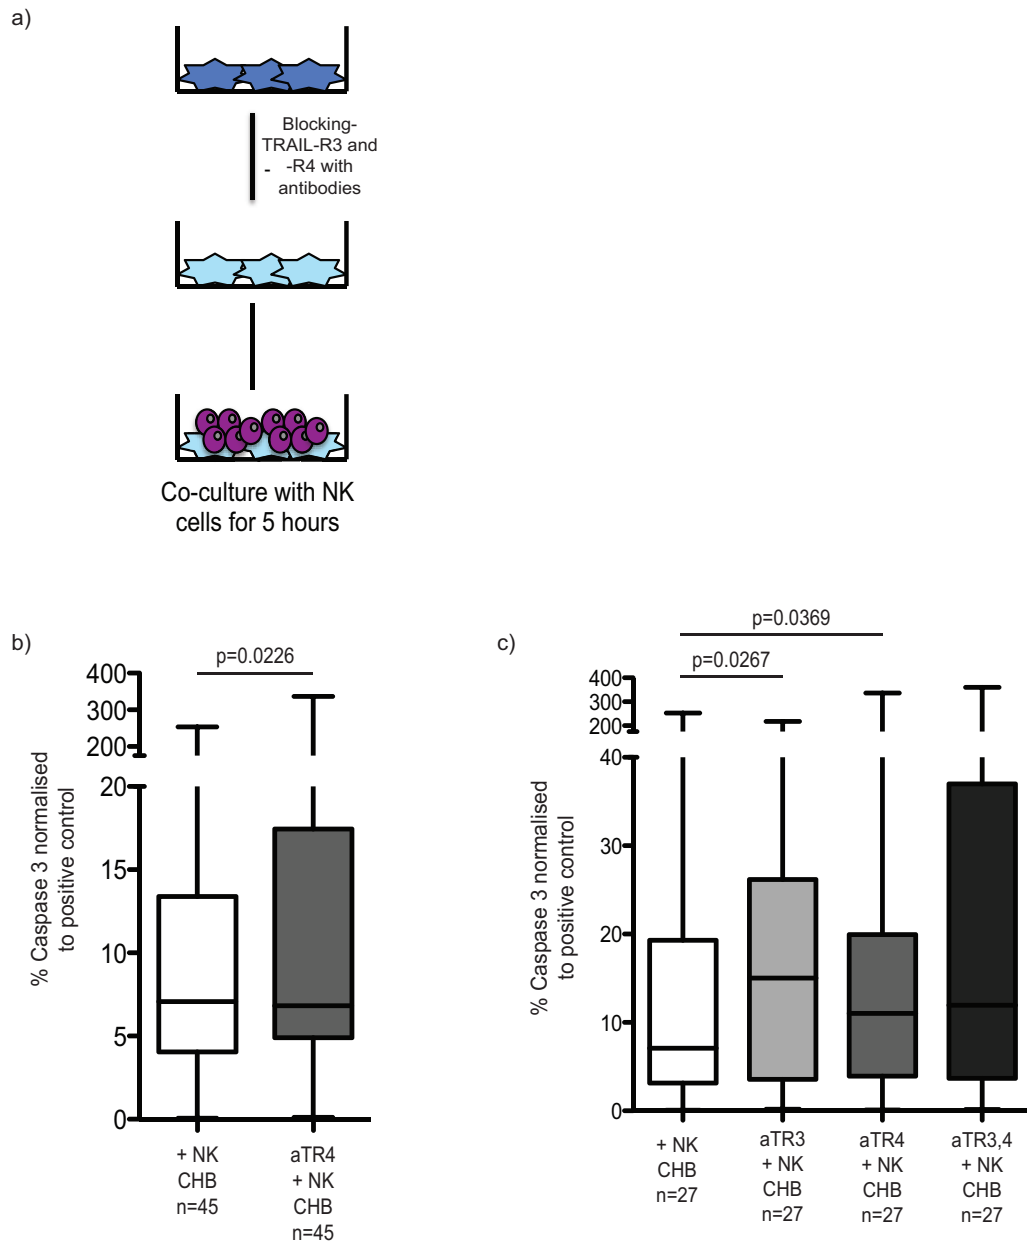 a)
Blocking-
TRAIL-R3 and
- -R4 with
antibodies
Co-culture with NK
cells for 5 hours
b)
p=0.0226
400
300
200
20
15
10
5
0
% Caspase 3 normalised
to positive control
+ NK
CHB
n=45
aTR4
+ NK
CHB
n=45
c)
p=0.0369
p=0.0267
400
300
200
40
30
20
10
0
% Caspase 3 normalised
to positive control
+ NK
CHB
n=27
aTR3
+ NK
CHB
n=27
aTR4
+ NK
CHB
n=27
aTR3,4
+ NK
CHB
n=27